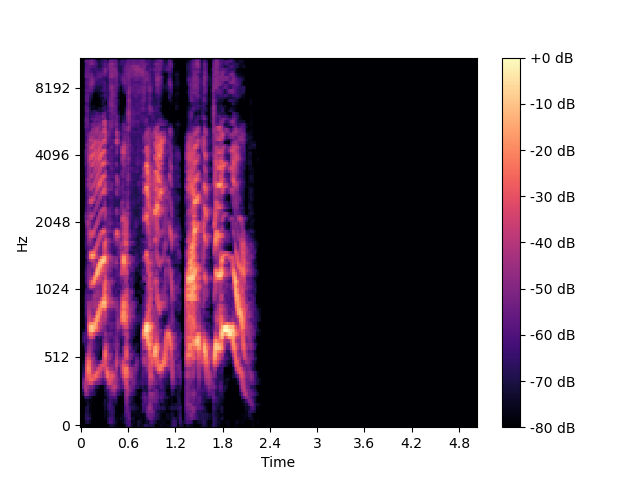 +0 dB
8192
-10 dB
4096
-20 dB
-30 dB
2048
Hz
-40 dB
1024
-50 dB
-60 dB
512
-70 dB
0
-80 dB
0 0.6 1.2 1.8 2.4 3 3.6 4.2 4.8
Time